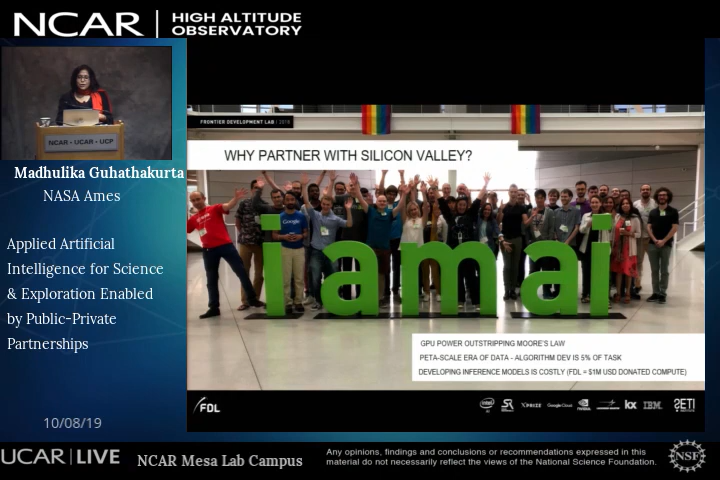 NCAR
HIGH ALTITUDE
OBSERVATORY
NCAR • UCAR • UCP
Madhulika Guhathakurta
NASA Ames
Applied Artificial
Intelligence for Science
& Exploration Enabled
by Public-Private
Partnerships
10/08/19
FRONTIER DEVELOPMENT LAB | 2018
WHY PARTNER WITH SILICON VALLEY?
Google
iamai
GPU POWER OUTSTRIPPING MOORE'S LAW
PETA-SCALE ERA OF DATA - ALGORITHM DEV IS 5% OF TASK
DEVELOPING INFERENCE MODELS IS COSTLY (FDL = $1M USD DONATED COMPUTE)
FDL
intel
XPRIZE
Google Cloud
NVIDIA
kx
IBM
SETI
UCAR | LIVE
NCAR Mesa Lab Campus
Any opinions, findings and conclusions or recommendations expressed in this
material do not necessarily reflect the views of the National Science Foundation.
NSF